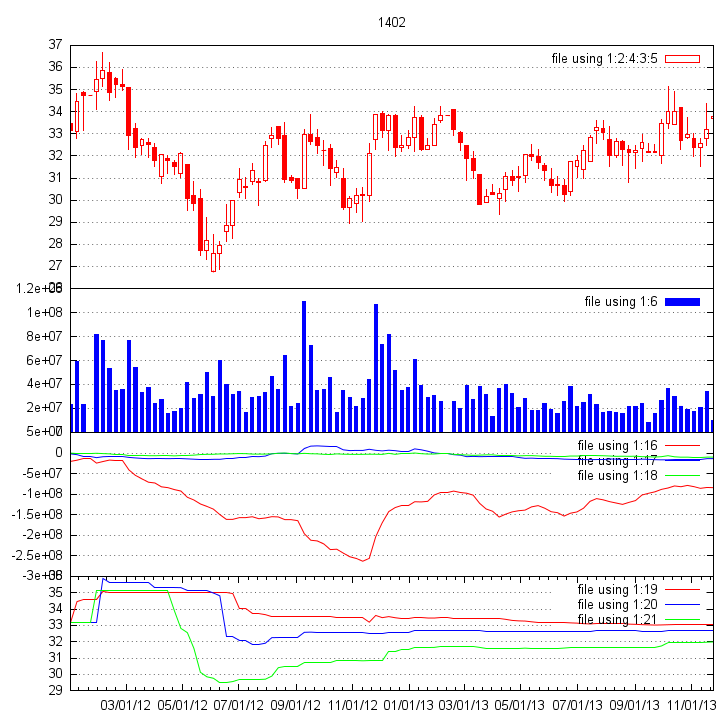 1402
37
file using 1:2:4:3:5
36
35
34
33
32
31
30
29
28
27
1.2e+08
file using 1:6
1e+08
8e+07
6e+07
4e+07
2e+07
5e+07
file using 1:16
0
file using 1:17
-5e+07
file using 1:18
-1e+08
-1.5e+08
-2e+08
-2.5e+08
-3e+08
35
file using 1:19
34
file using 1:20
33
file using 1:21
32
31
30
29
03/01/12 05/01/12 07/01/12 09/01/12 11/01/12 01/01/13 03/01/13 05/01/13 07/01/13 09/01/13 11/01/13